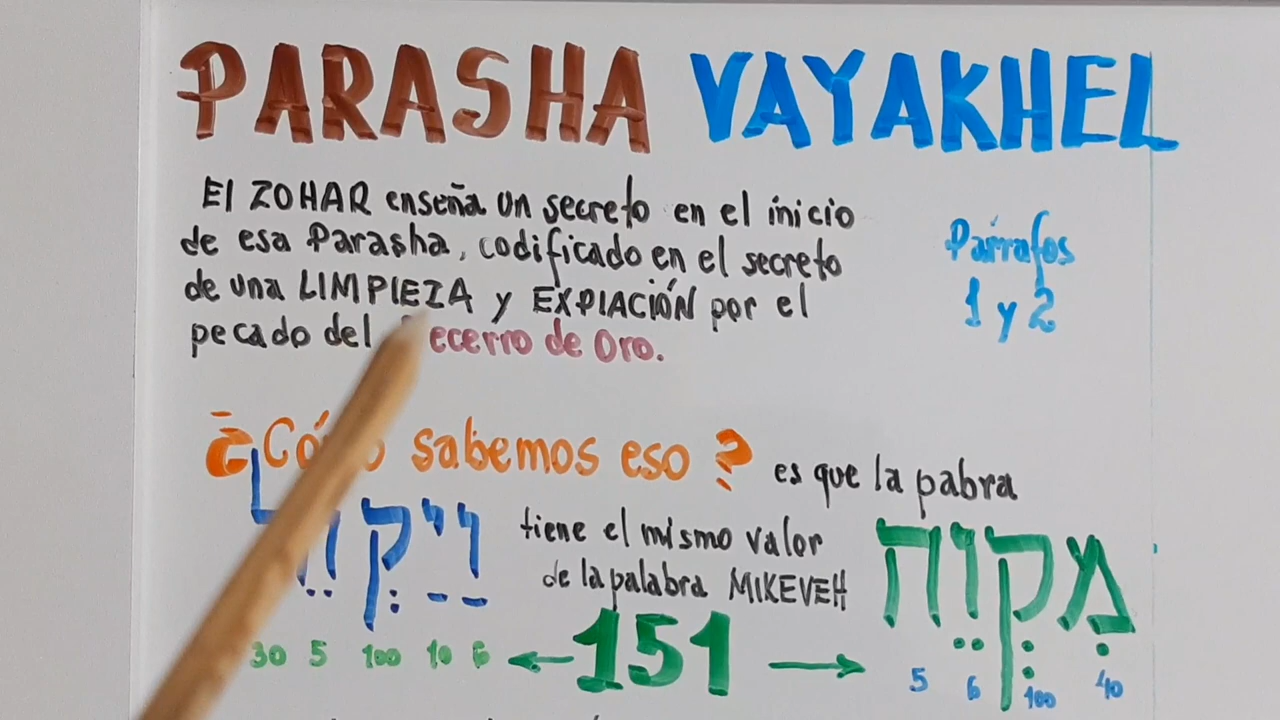 PARASHA VAYAKHEL
El ZOHAR enseña un secreto en el inicio
de esa Parasha, codificado en el secreto
de una LIMPIEZA y EXPIACIÓN por el
pecado del ecerro de Oro.
Párrafos
1 y 2
sabemos eso ? es que la pabra
tiene el mismo valor
de la palabra MIKEVEH
מִקְוֵה
30 5 100 10 6 ← 151 →
5 6 100 40